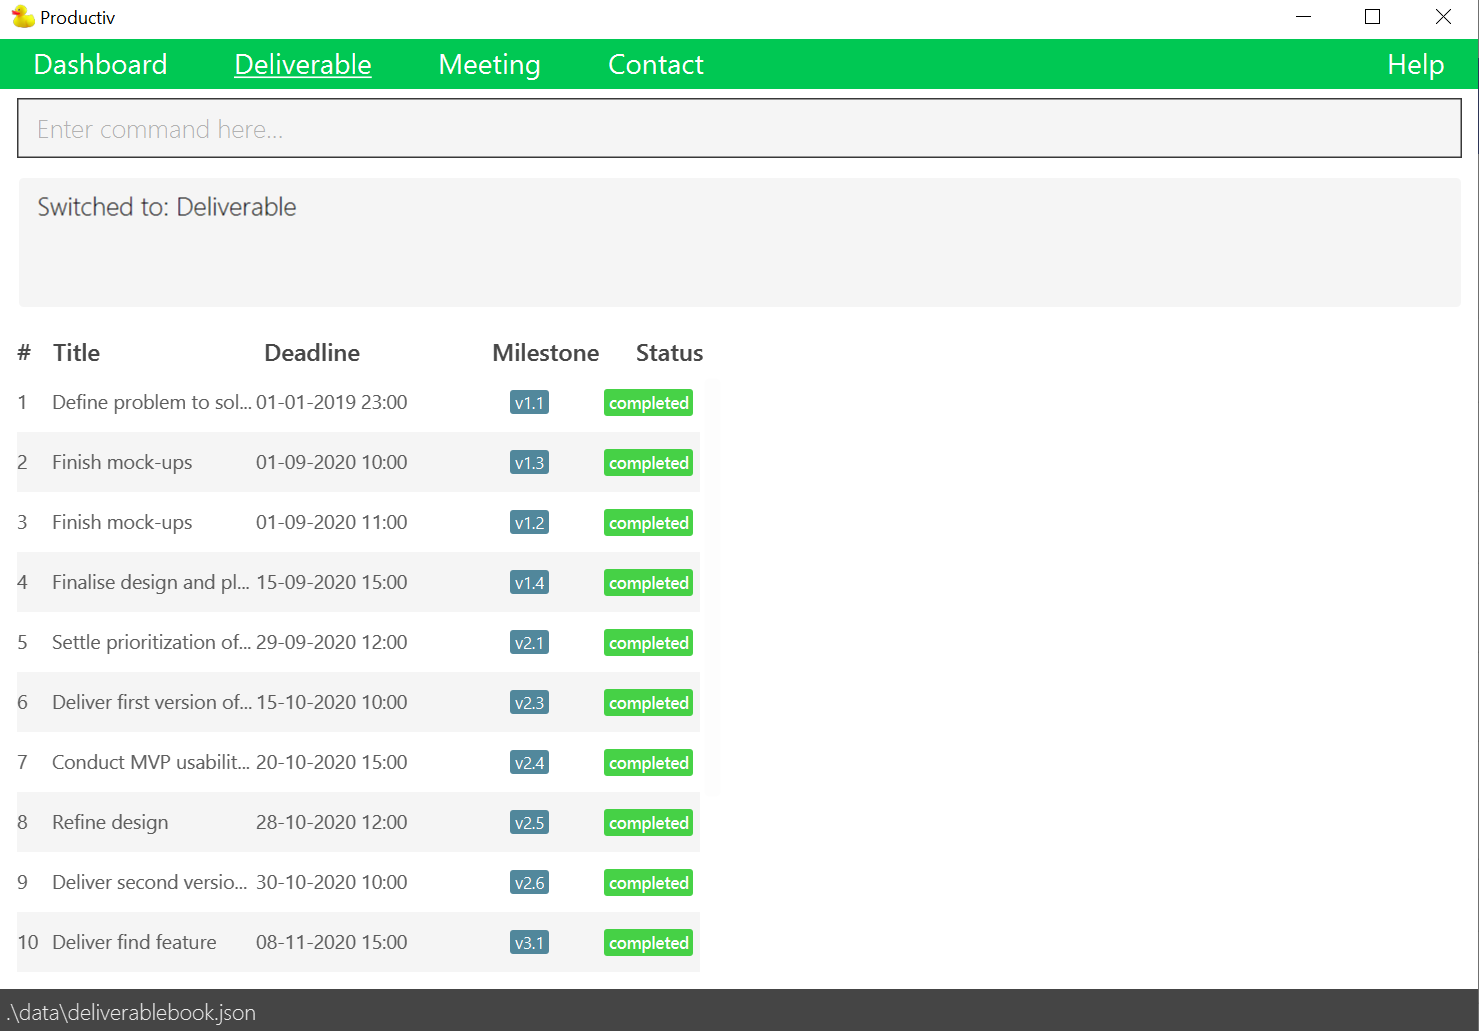 Productiv
Dashboard Deliverable Meeting Contact Help
Enter command here...
Switched to: Deliverable
# Title Deadline Milestone Status
1 Define problem to sol... 01-01-2019 23:00 v1.1 completed
2 Finish mock-ups 01-09-2020 10:00 v1.3 completed
3 Finish mock-ups 01-09-2020 11:00 v1.2 completed
4 Finalise design and pl... 15-09-2020 15:00 v1.4 completed
5 Settle prioritization of... 29-09-2020 12:00 v2.1 completed
6 Deliver first version of... 15-10-2020 10:00 v2.3 completed
7 Conduct MVP usabilit... 20-10-2020 15:00 v2.4 completed
8 Refine design 28-10-2020 12:00 v2.5 completed
9 Deliver second versio... 30-10-2020 10:00 v2.6 completed
10 Deliver find feature 08-11-2020 15:00 v3.1 completed
.\data\deliverablebook.json